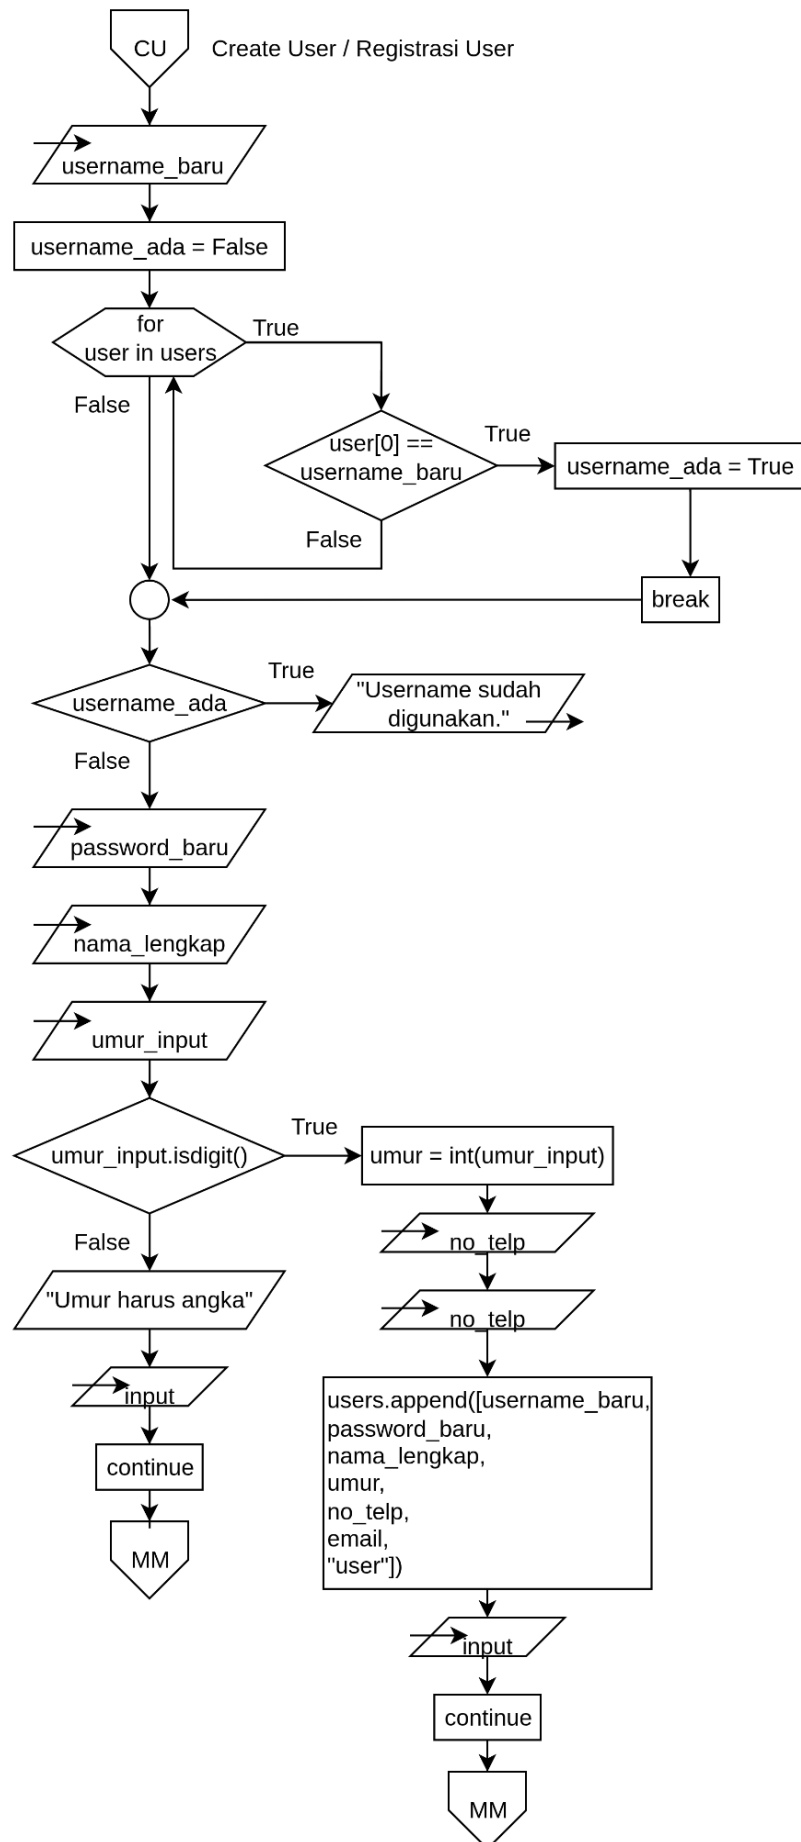 CU
Create User / Registrasi User
username_baru
username_ada = False
for
user in users
True
False
user[0] ==
username_baru
True
username_ada = True
False
break
username_ada
True
"Username sudah
digunakan."
False
password_baru
nama_lengkap
umur_input
umur_input.isdigit()
True
umur = int(umur_input)
no_telp
no_telp
False
"Umur harus angka"
input
continue
MM
users.append([username_baru,
password_baru,
nama_lengkap,
umur,
no_telp,
email,
"user"])
input
continue
MM